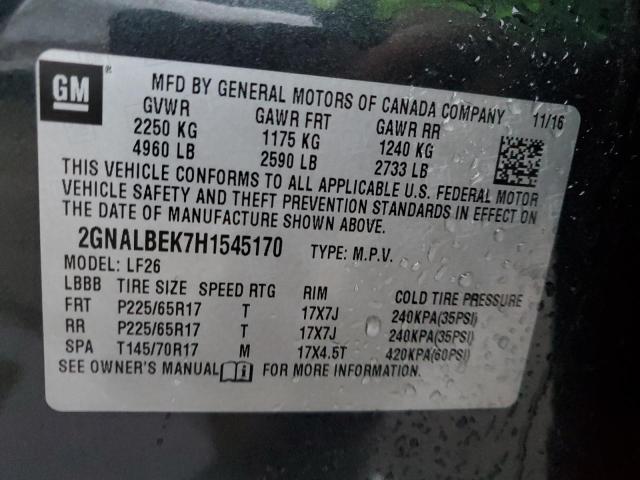 GM ®
MFD BY GENERAL MOTORS OF CANADA COMPANY 11/16
GVWR GAWR FRT GAWR RR
2250 KG 1175 KG 1240 KG
4960 LB 2590 LB 2733 LB
THIS VEHICLE CONFORMS TO ALL APPLICABLE U.S. FEDERAL MOTOR
VEHICLE SAFETY AND THEFT PREVENTION STANDARDS IN EFFECT ON
THE DATE OF MANUFACTURE SHOWN ABOVE.
2GNALBEK7H1545170 TYPE: M.P.V.
MODEL: LF26
LBBB TIRE SIZE SPEED RTG RIM COLD TIRE PRESSURE
FRT P225/65R17 T 17X7J 240KPA(35PSI)
RR P225/65R17 T 17X7J 240KPA(35PSI)
SPA T145/70R17 M 17X4.5T 420KPA(60PSI)
SEE OWNER'S MANUAL i FOR MORE INFORMATION.